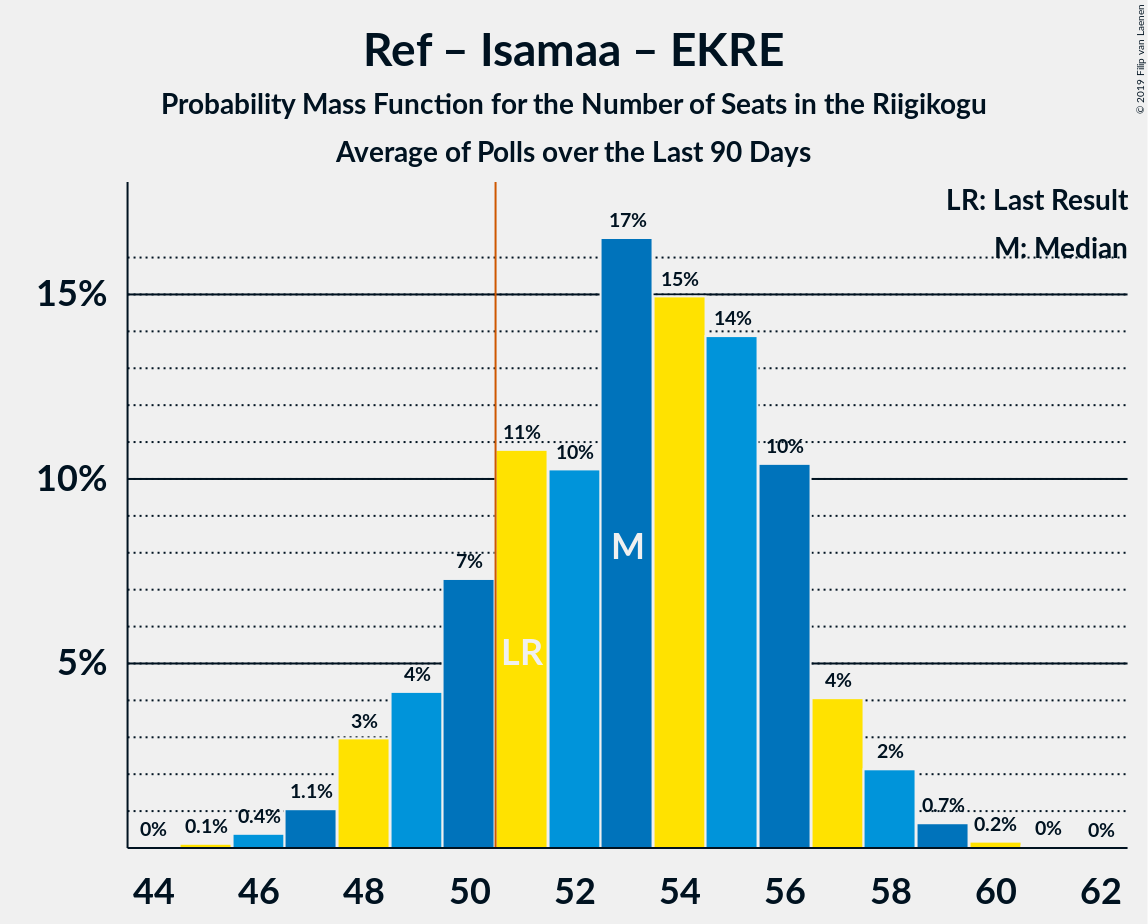 Ref – Isamaa – EKRE
Probability Mass Function for the Number of Seats in the Riigikogu
Average of Polls over the Last 90 Days
© 2019 Filip van Laenen
LR: Last Result
M: Median
15%
10%
5%
0%
0.1%
0.4%
1.1%
3%
4%
7%
11%
10%
17%
15%
14%
10%
4%
2%
0.7%
0.2%
0%
0%
LR
M
44 46 48 50 52 54 56 58 60 62